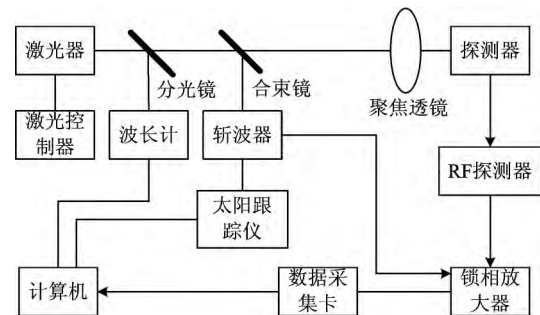 激光器
探测器
分光镜
合束镜
聚焦透镜
激光控
制器
波长计
斩波器
RF探测器
太阳跟
踪仪
计算机
数据采
集卡
锁相放
大器